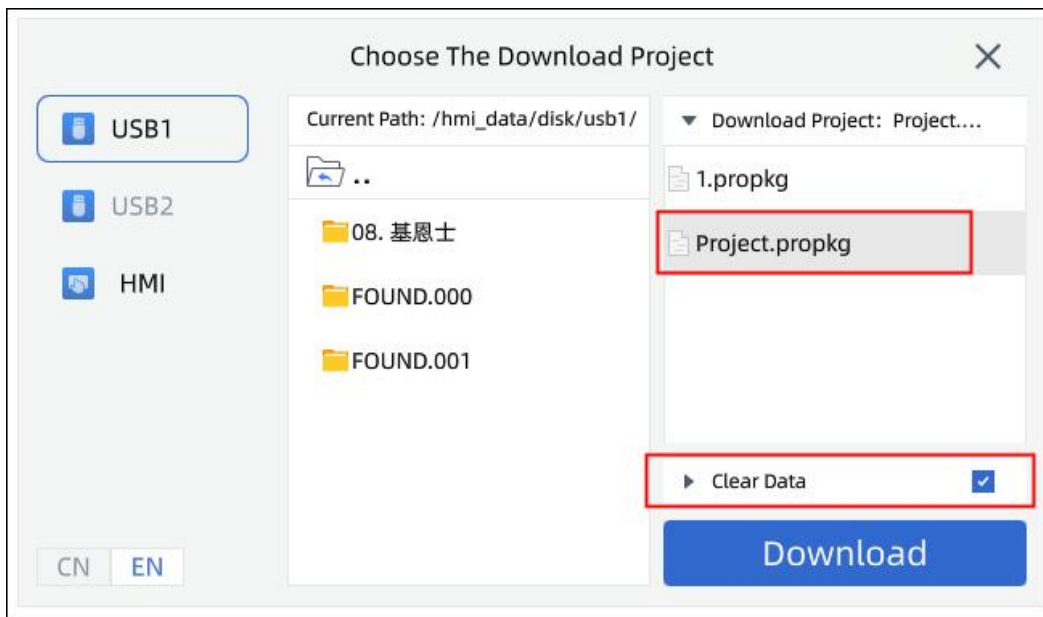 Choose The Download Project
USB1
USB2
HMI
CN EN
Current Path: /hmi_data/disk/usb1/
..
08. 基恩士
FOUND.000
FOUND.001
Download Project: Project....
1.propkg
Project.propkg
Clear Data
Download